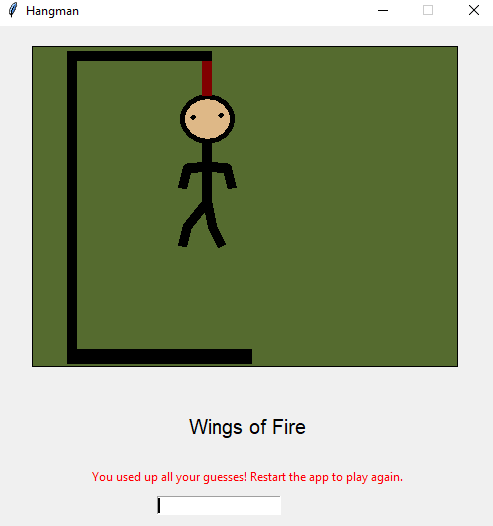 Hangman
Wings of Fire
You used up all your guesses! Restart the app to play again.